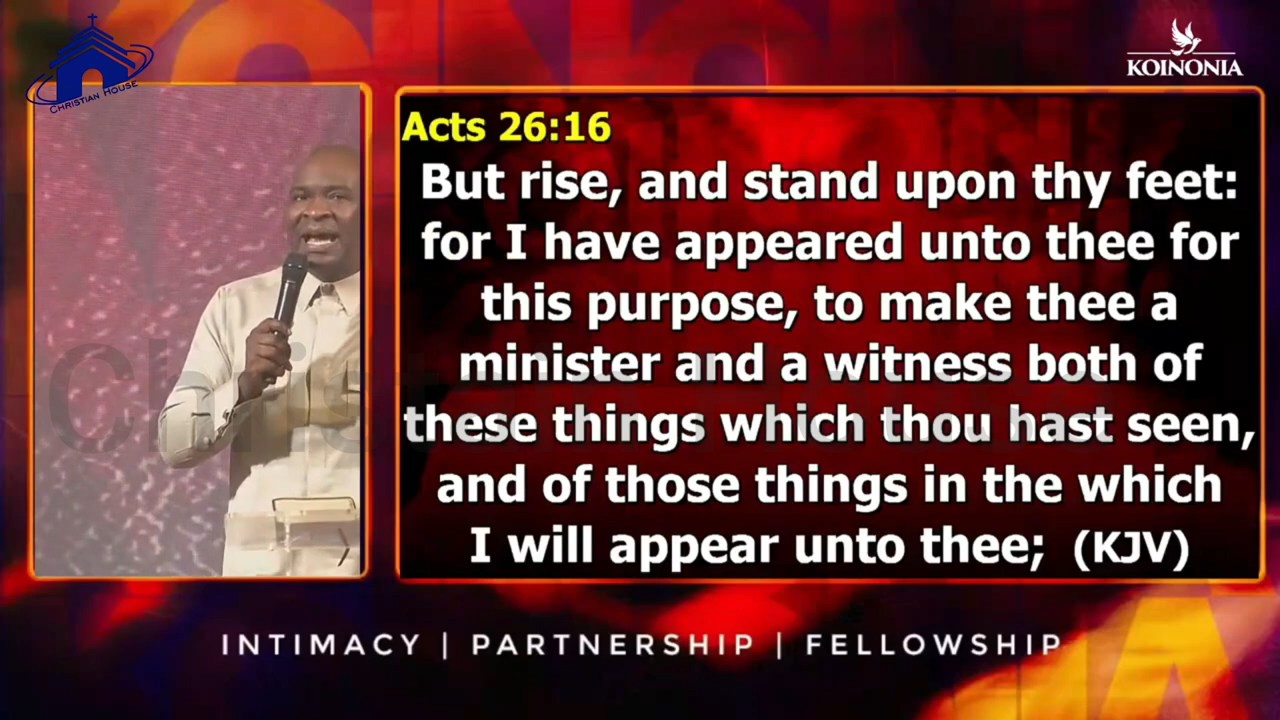 CHRISTIAN HOUSE
KOINONIA
Acts 26:16
But rise, and stand upon thy feet:
for I have appeared unto thee for
this purpose, to make thee a
minister and a witness both of
these things which thou hast seen,
and of those things in the which
I will appear unto thee; (KJV)
INTIMACY | PARTNERSHIP | FELLOWSHIP